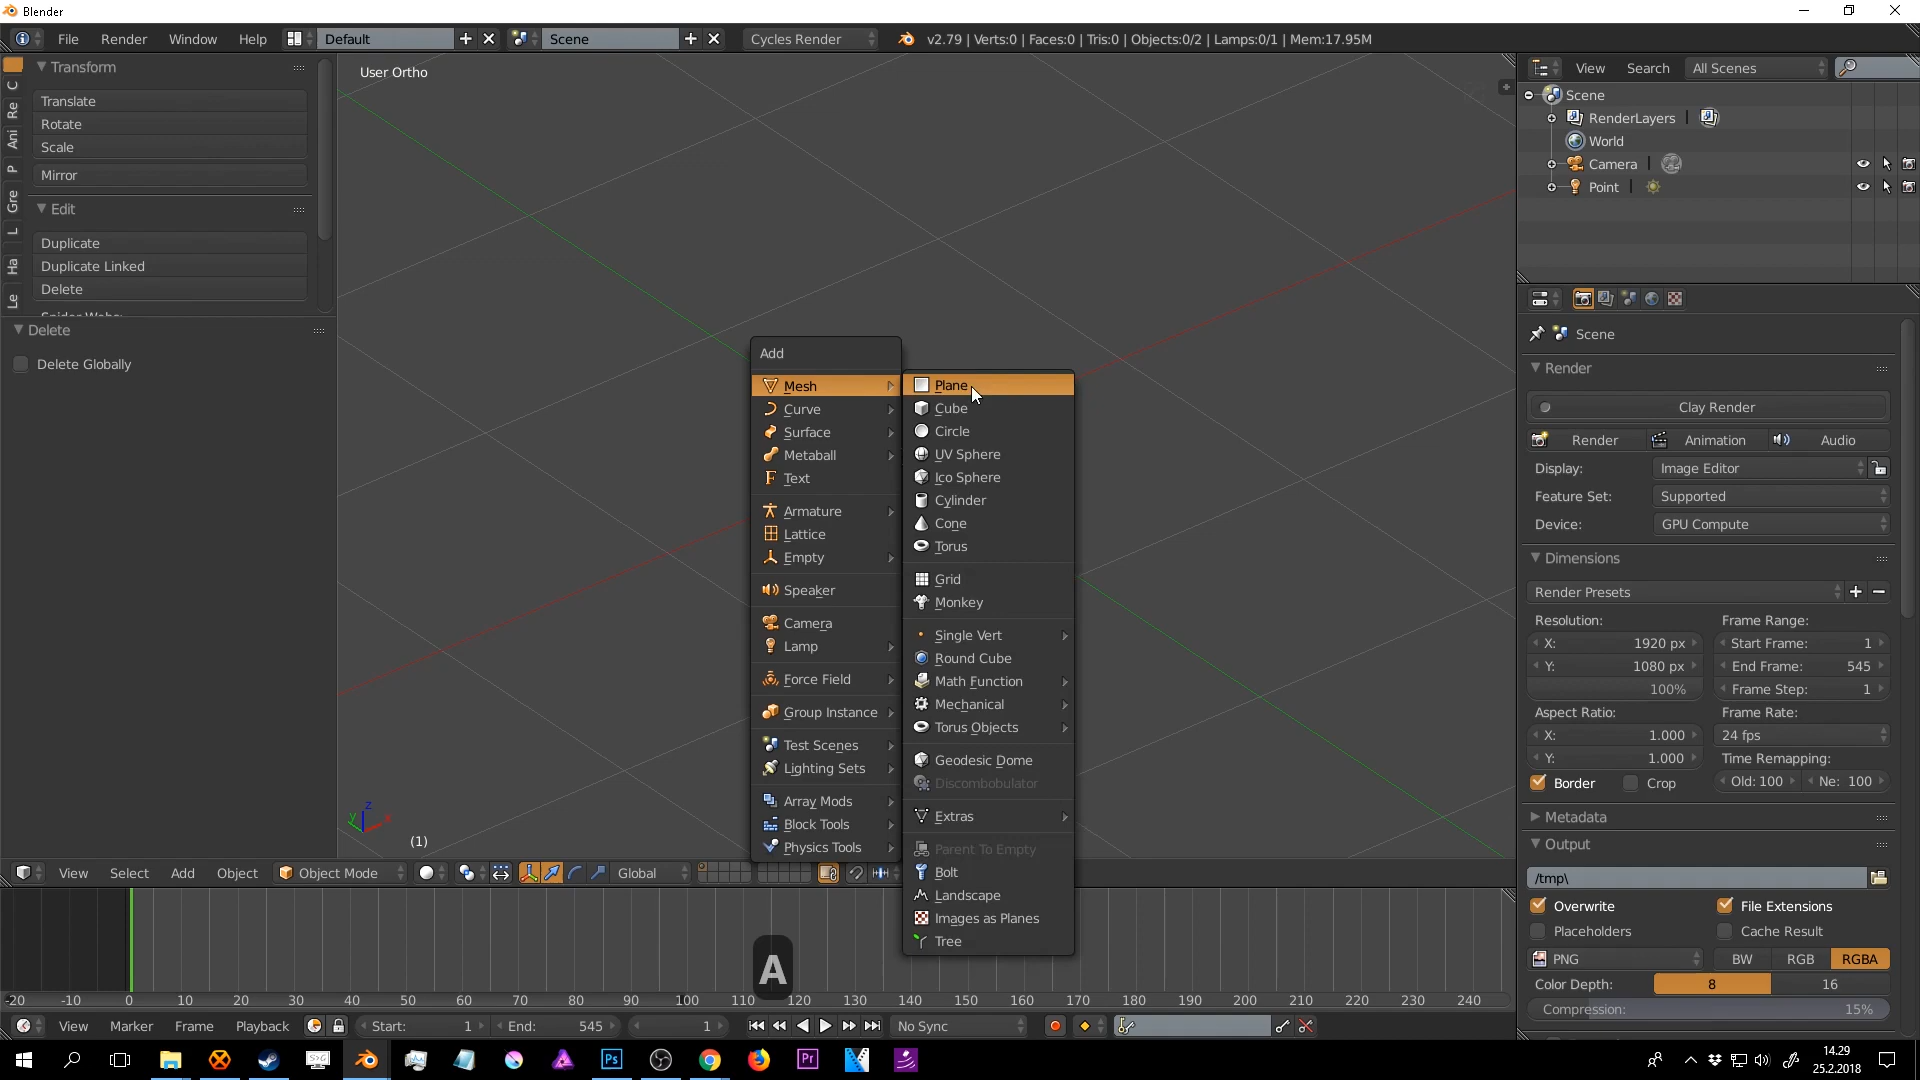 Blender
File Render Window Help Default Scene Cycles Render v2.79 | Verts:0 | Faces:0 | Tris:0 | Objects:0/2 | Lamps:0/1 | Mem:17.95M
Transform
Translate
Rotate
Scale
Mirror
Edit
Duplicate
Duplicate Linked
Delete
C
Re
Ani
P
Gre
L
Ha
Le
Delete
Delete Globally
User Ortho
Add
Mesh
Curve
Surface
Metaball
Text
Armature
Lattice
Empty
Speaker
Camera
Lamp
Force Field
Group Instance
Test Scenes
Lighting Sets
Array Mods
Block Tools
Physics Tools
Plane
Cube
Circle
UV Sphere
Ico Sphere
Cylinder
Cone
Torus
Grid
Monkey
Single Vert
Round Cube
Math Function
Mechanical
Torus Objects
Geodesic Dome
Discombobulator
Extras
Parent To Empty
Bolt
Landscape
Images as Planes
Tree
z
y
x
(1)
View Select Add Object Object Mode Global
A
-20 -10 0 10 20 30 40 50 60 70 80 90 100 110 120 130 140 150 160 170 180 190 200 210 220 230 240
View Marker Frame Playback Start: 1 End: 545 1 No Sync
View Search All Scenes
Scene
RenderLayers
World
Camera
Point
Scene
Render
Clay Render
Render Animation Audio
Display: Image Editor
Feature Set: Supported
Device: GPU Compute
Dimensions
Render Presets
Resolution: Frame Range:
X: 1920 px Start Frame: 1
Y: 1080 px End Frame: 545
100% Frame Step: 1
Aspect Ratio: Frame Rate:
X: 1.000 24 fps
Y: 1.000 Time Remapping:
Border Crop Old: 100 Ne: 100
Metadata
Output
/tmp\
Overwrite File Extensions
Placeholders Cache Result
PNG BW RGB RGBA
Color Depth: 8 16
Compression: 15%
Ps
Pr
14.29
25.2.2018